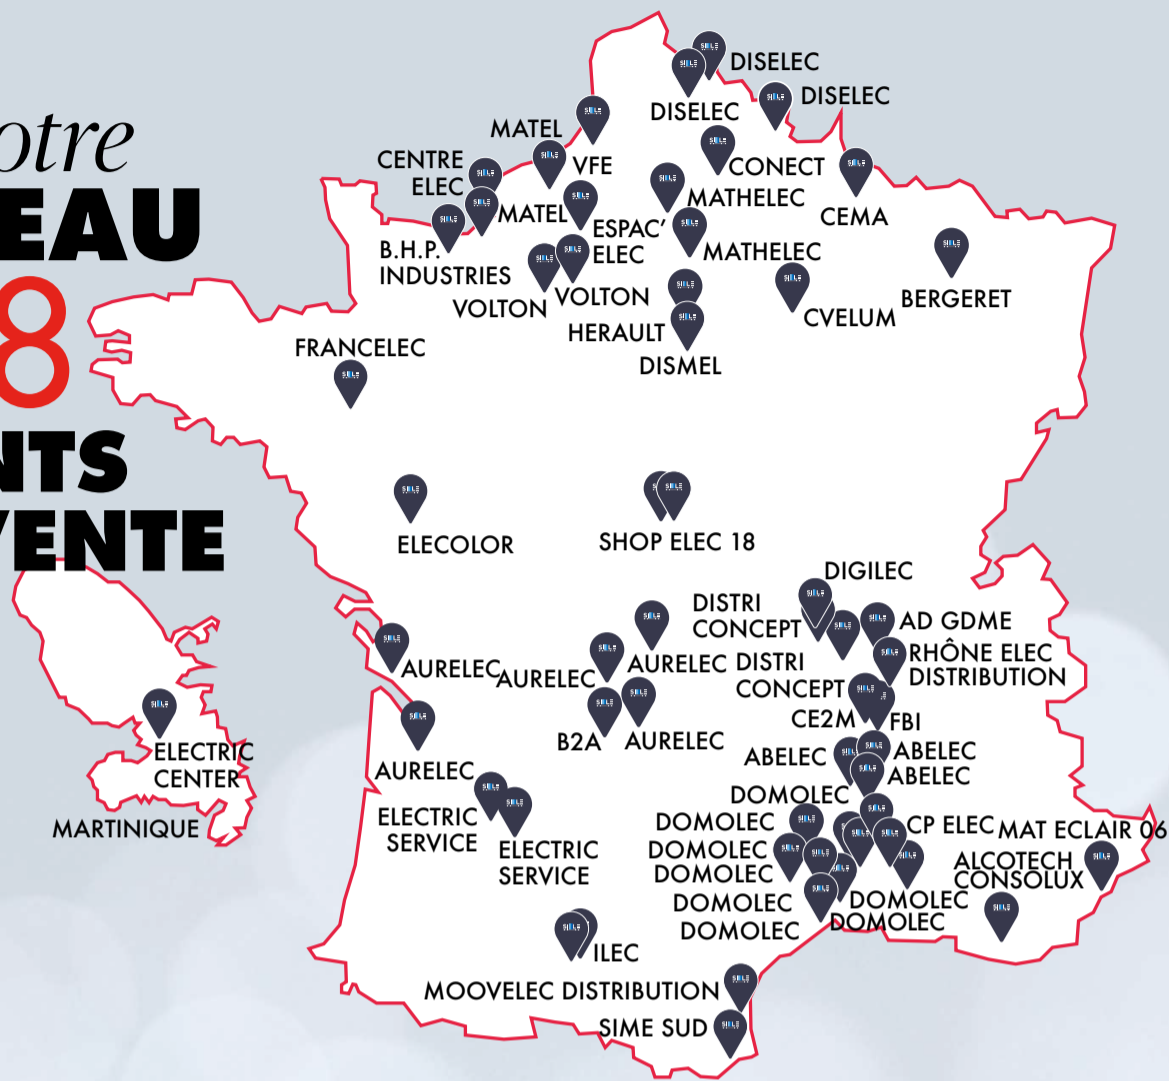 otre
EAU
8
NTS
VENTE
DISELEC
DISELEC
DISELEC
MATEL
VFE
CONECT
CENTRE
ELEC
MATEL
MATHELEC
CEMA
ESPAC'
ELEC
B.H.P.
INDUSTRIES
MATHELEC
VOLTON
VOLTON
BERGERET
CVELUM
HERAULT
DISMEL
FRANCELEC
ELECOLOR
SHOP ELEC 18
DIGILEC
DISTRI
CONCEPT
AD GDME
RHÔNE ELEC
DISTRIBUTION
AURELEC
AURELEC
AURELEC
DISTRI
CONCEPT
CE2M
FBI
B2A
AURELEC
ABELEC
ABELEC
ABELEC
AURELEC
ELECTRIC
CENTER
MARTINIQUE
ELECTRIC
SERVICE
ELECTRIC
SERVICE
DOMOLEC
DOMOLEC
CP ELEC
MAT ECLAIR 06
DOMOLEC
DOMOLEC
ALCOTECH
CONSOLUX
DOMOLEC
DOMOLEC
DOMOLEC
DOMOLEC
ILEC
MOOVELEC DISTRIBUTION
SIME SUD